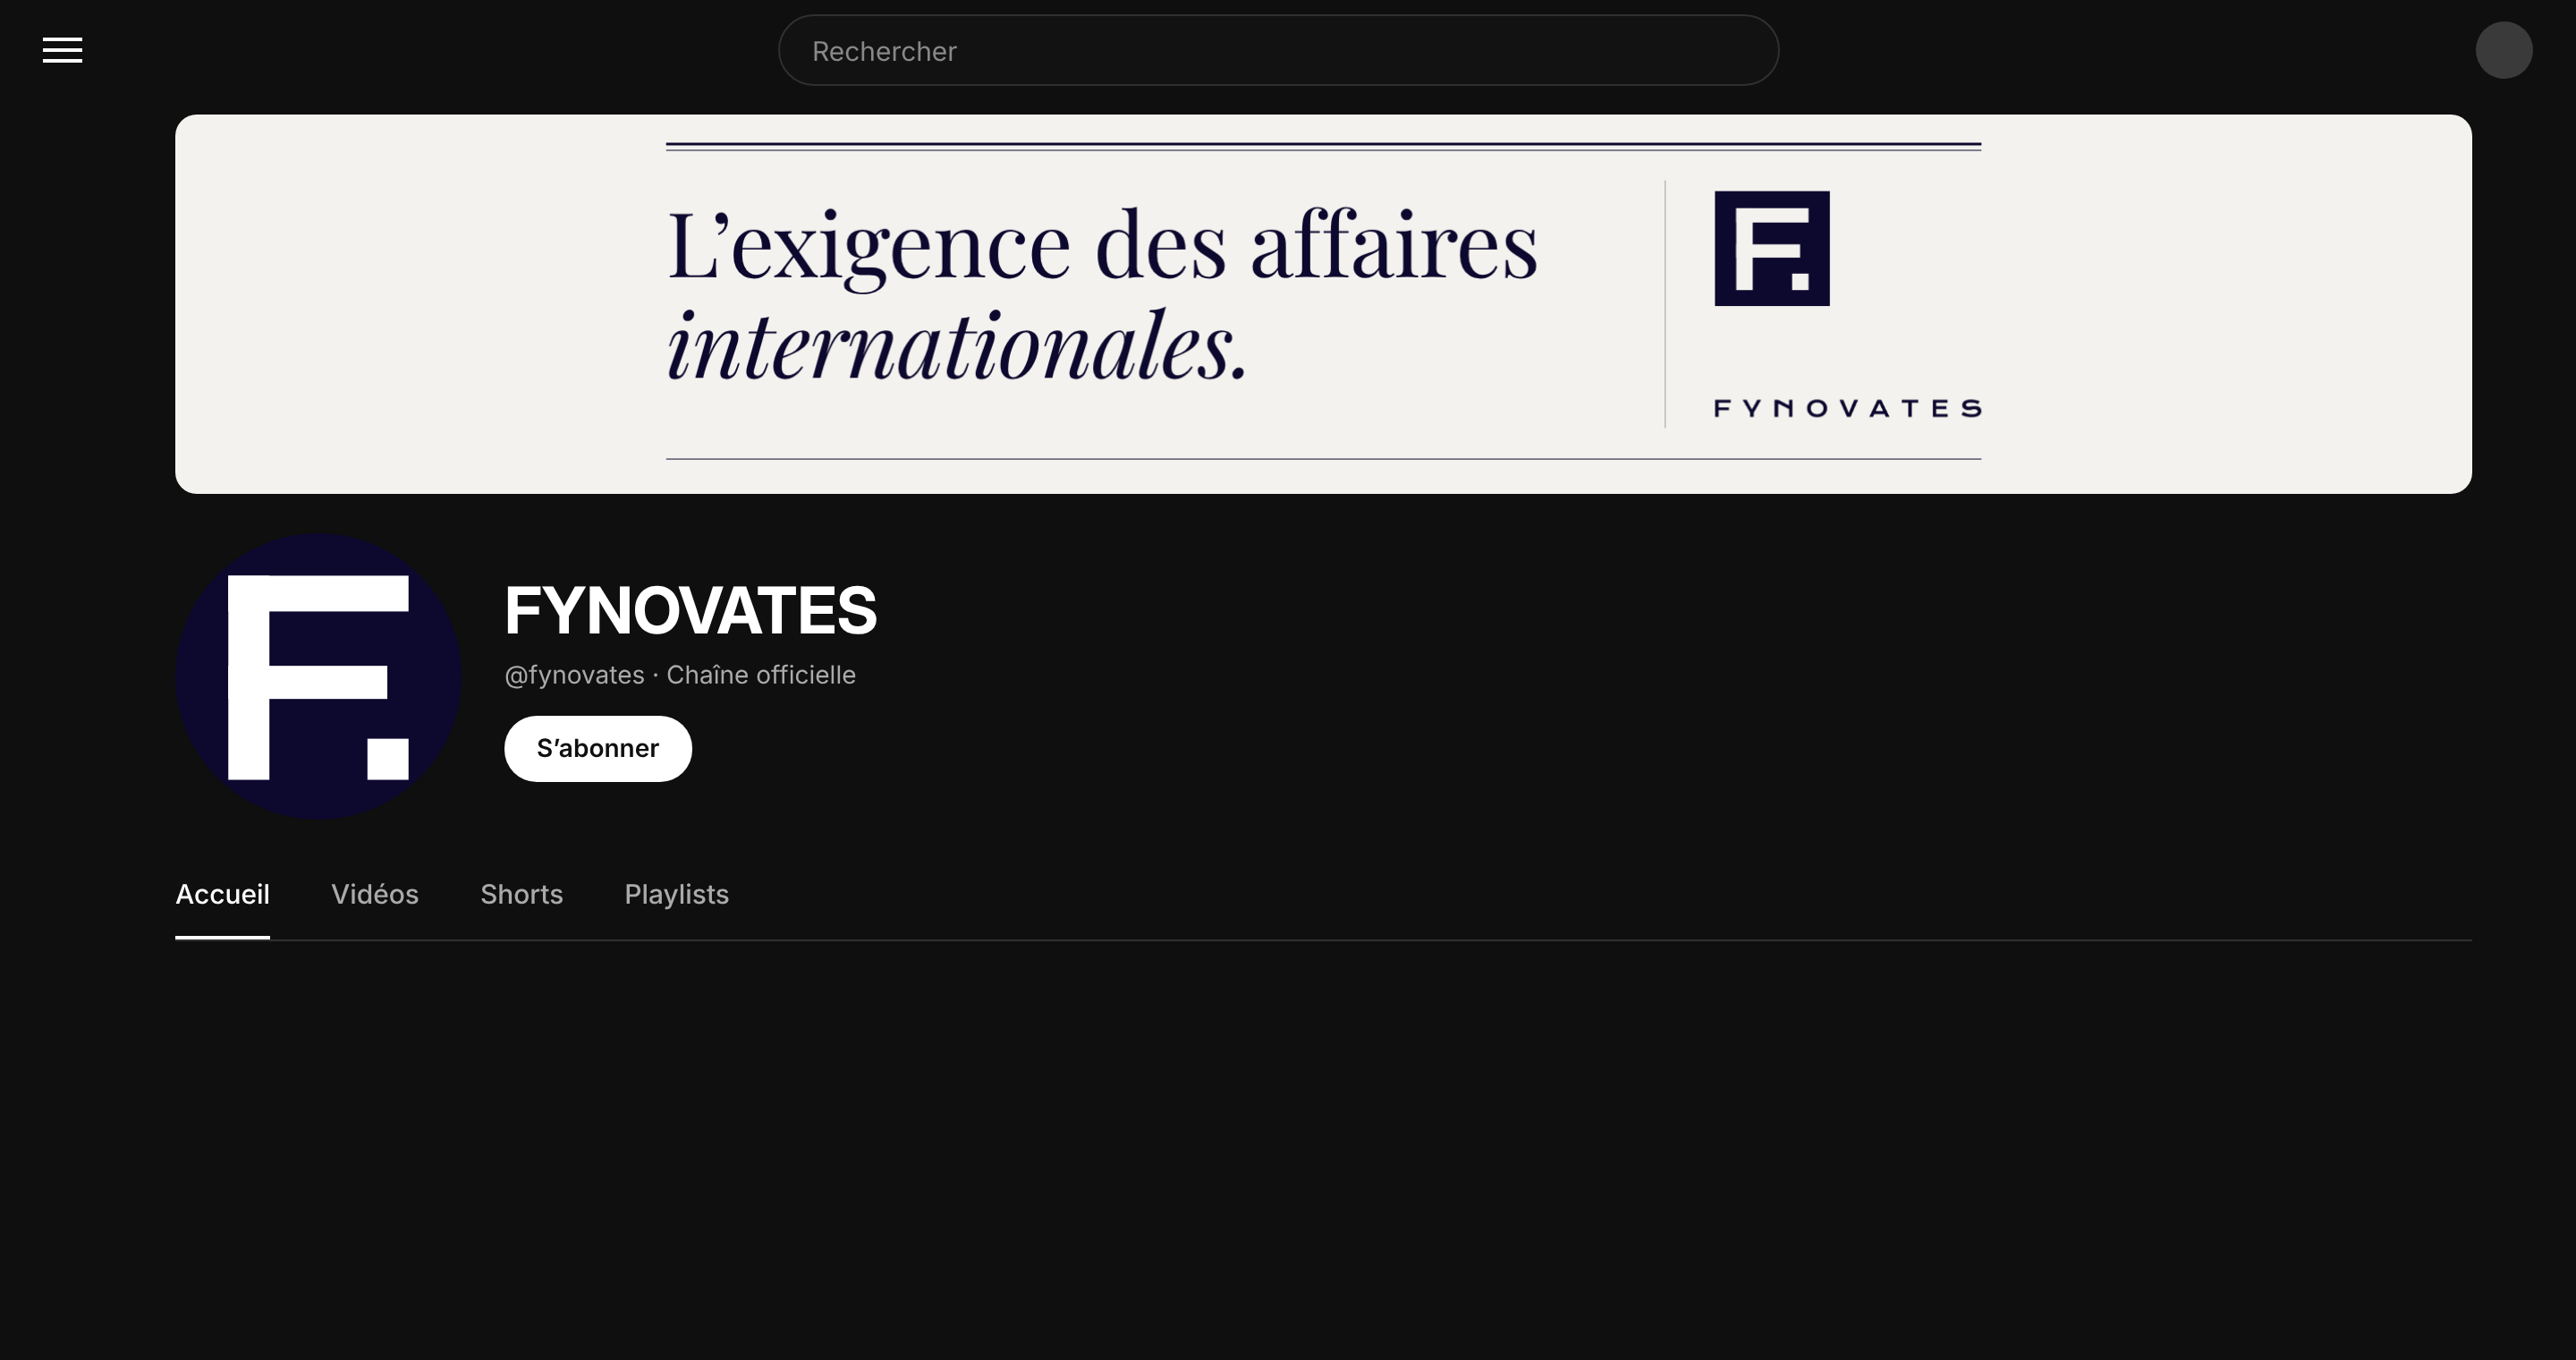 Rechercher
L’exigence des affaires
internationales.
F.
FYNOVATES
F.
FYNOVATES
@fynovates · Chaîne officielle
S’abonner
Accueil Vidéos Shorts Playlists